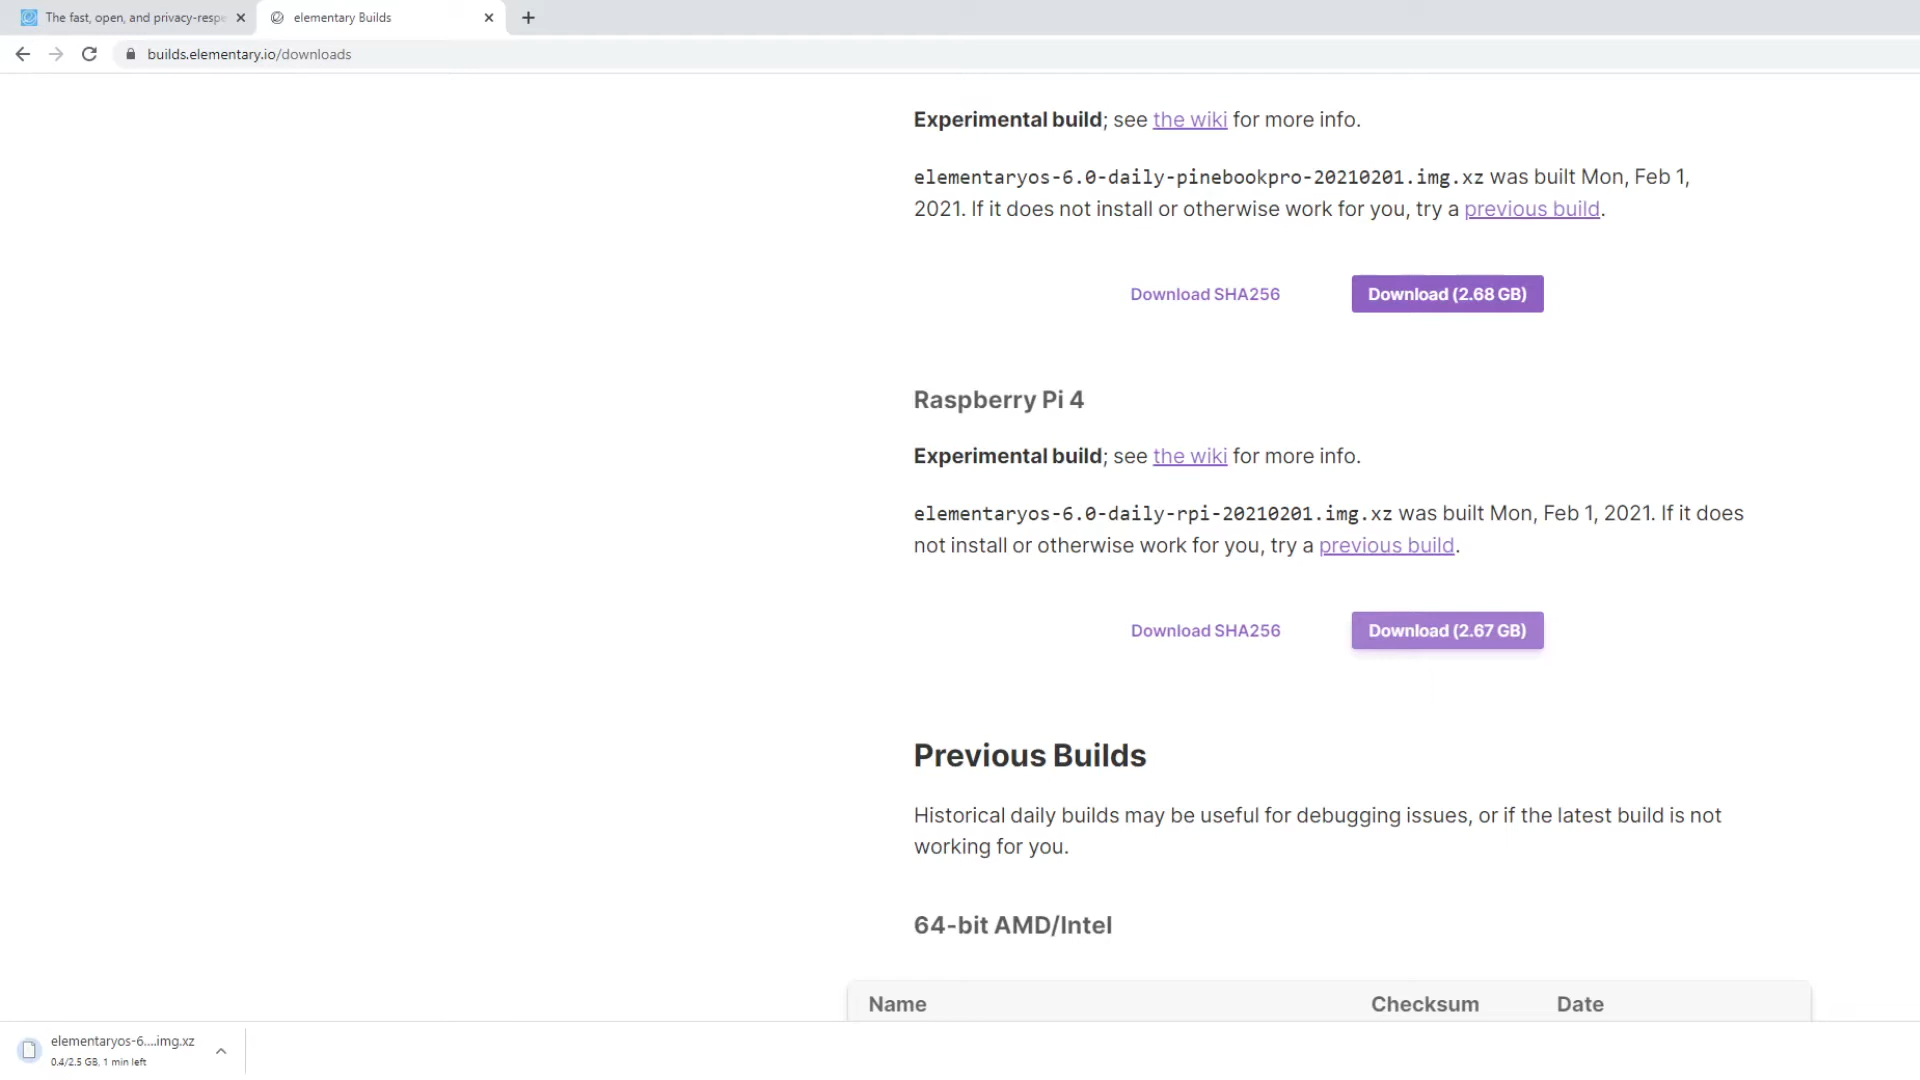 The fast, open, and privacy-respe
elementary Builds
builds.elementary.io/downloads
Experimental build; see the wiki for more info.
elementaryos-6.0-daily-pinebookpro-20210201.img.xz was built Mon, Feb 1,
2021. If it does not install or otherwise work for you, try a previous build.
Download SHA256
Download (2.68 GB)
Raspberry Pi 4
Experimental build; see the wiki for more info.
elementaryos-6.0-daily-rpi-20210201.img.xz was built Mon, Feb 1, 2021. If it does
not install or otherwise work for you, try a previous build.
Download SHA256
Download (2.67 GB)
Previous Builds
Historical daily builds may be useful for debugging issues, or if the latest build is not
working for you.
64-bit AMD/Intel
Name Checksum Date
elementaryos-6....img.xz
0.4/2.5 GB, 1 min left